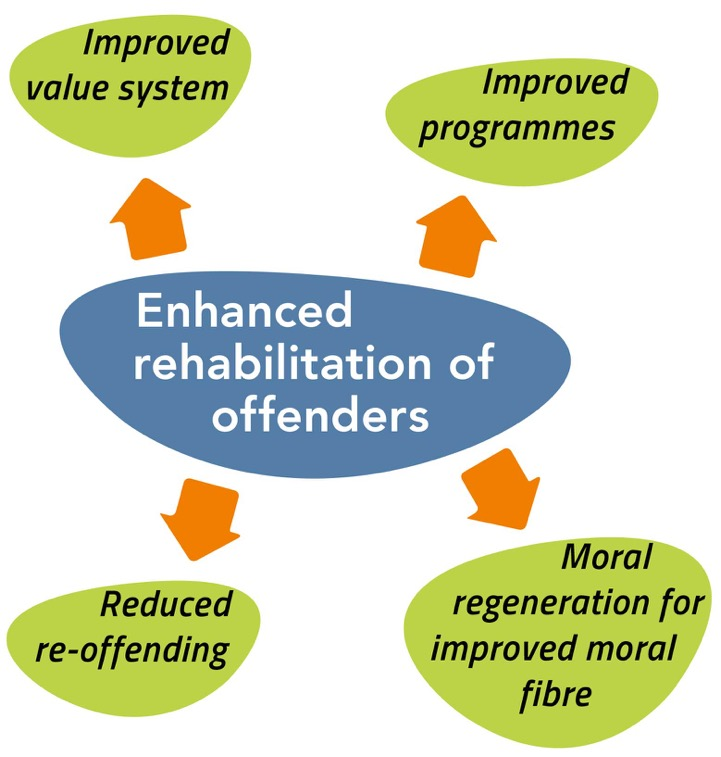 Improved
value system
Improved
programmes
Enhanced
rehabilitation of
offenders
Reduced
re-offending
Moral
regeneration for
improved moral
fibre